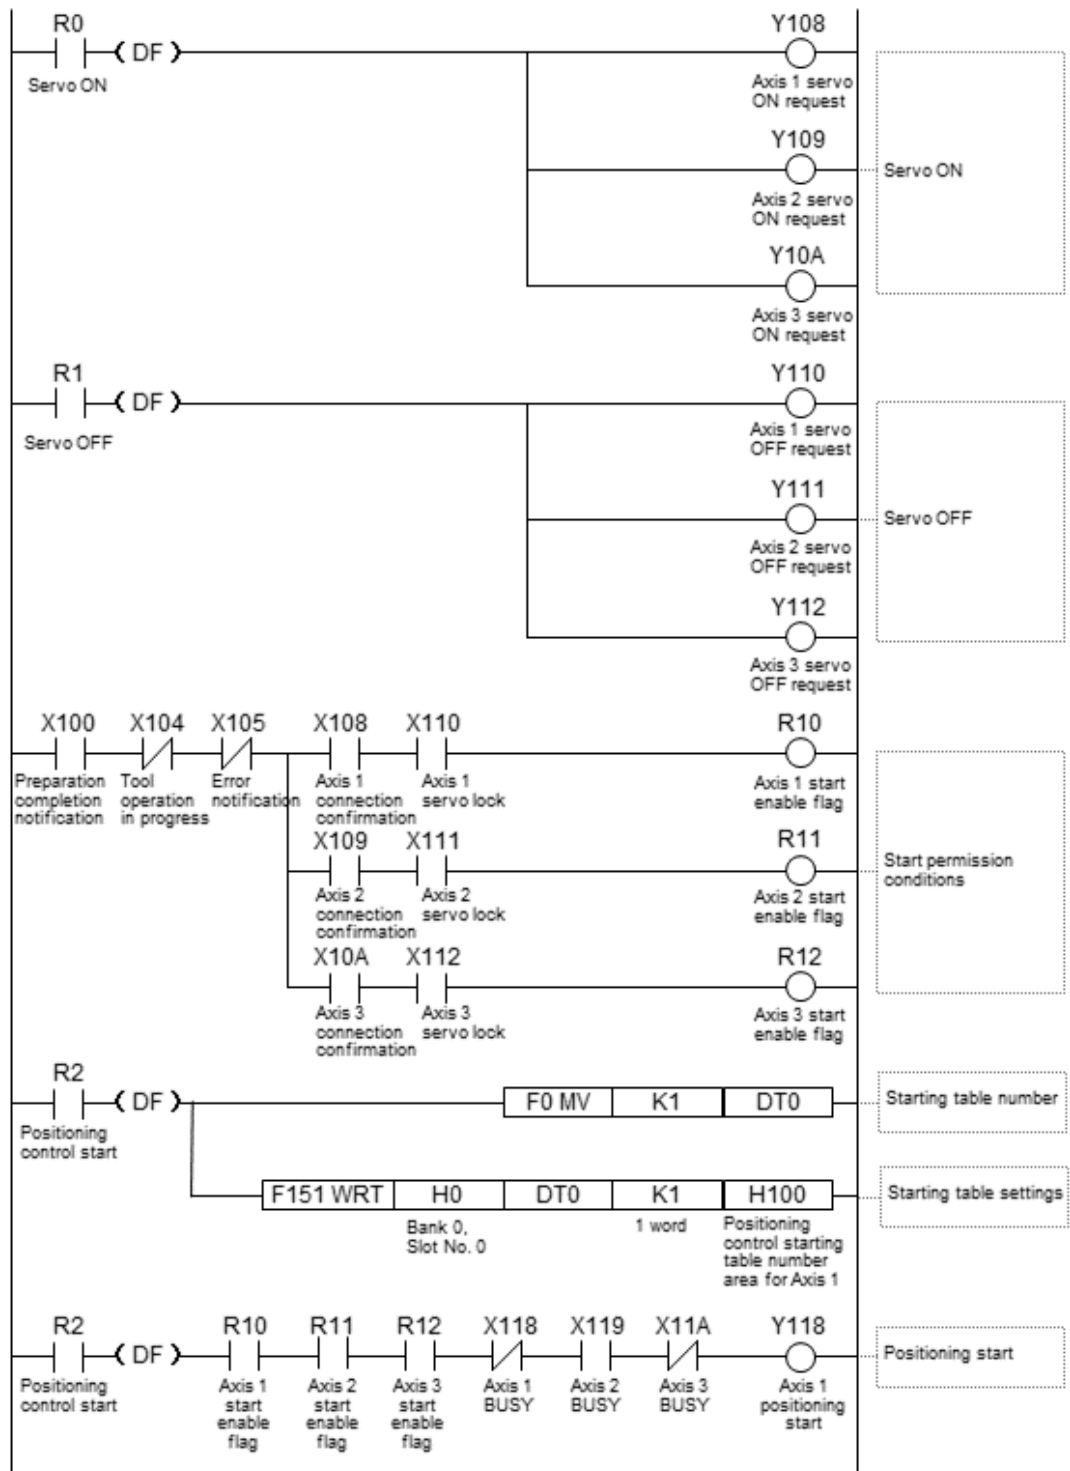 R0
( DF )
Y108
Servo ON
Axis 1 servo
ON request
Y109
Servo ON
Axis 2 servo
ON request
Y10A
Axis 3 servo
ON request
R1
( DF )
Y110
Servo OFF
Axis 1 servo
OFF request
Y111
Servo OFF
Axis 2 servo
OFF request
Y112
Axis 3 servo
OFF request
X100 X104 X105 X108 X110 R10
Preparation
completion
notification
Tool
operation
in progress
Error
notification
Axis 1
connection
confirmation
Axis 1
servo lock
Axis 1 start
enable flag
X109 X111 R11
Start permission
conditions
Axis 2
connection
confirmation
Axis 2
servo lock
Axis 2 start
enable flag
X10A X112 R12
Axis 3
connection
confirmation
Axis 3
servo lock
Axis 3 start
enable flag
R2
( DF )
F0 MV K1 DT0
Starting table number
Positioning
control start
F151 WRT H0 DT0 K1 H100
Starting table settings
Bank 0,
Slot No. 0
1 word
Positioning
control starting
table number
area for Axis 1
R2 R10 R11 R12 X118 X119 X11A Y118
( DF )
Positioning start
Positioning
control start
Axis 1
start
enable
flag
Axis 2
start
enable
flag
Axis 3
start
enable
flag
Axis 1
BUSY
Axis 2
BUSY
Axis 3
BUSY
Axis 1
positioning
start